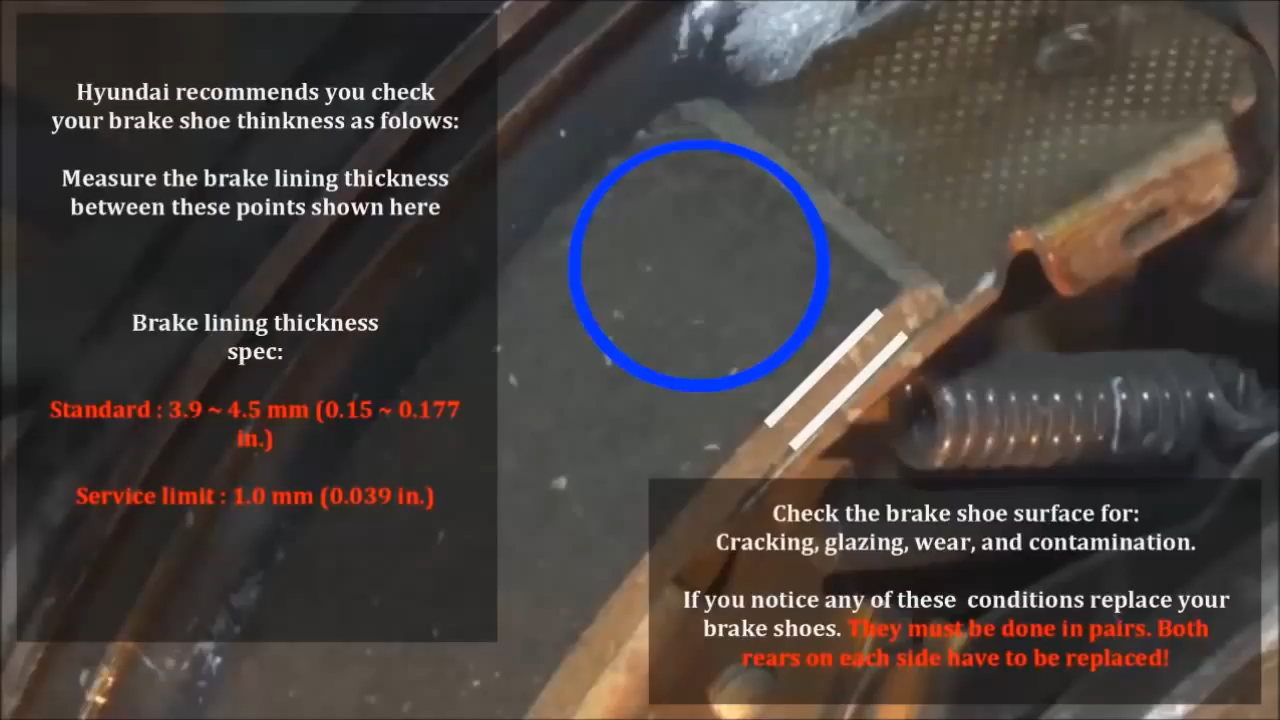 Hyundai recommends you check
your brake shoe thinkness as folows:
Measure the brake lining thickness
between these points shown here
Brake lining thickness
spec:
Standard : 3.9 ~ 4.5 mm (0.15 ~ 0.177
in.)
Service limit : 1.0 mm (0.039 in.)
Check the brake shoe surface for:
Cracking, glazing, wear, and contamination.
If you notice any of these  conditions replace your
brake shoes. They must be done in pairs. Both
rears on each side have to be replaced!